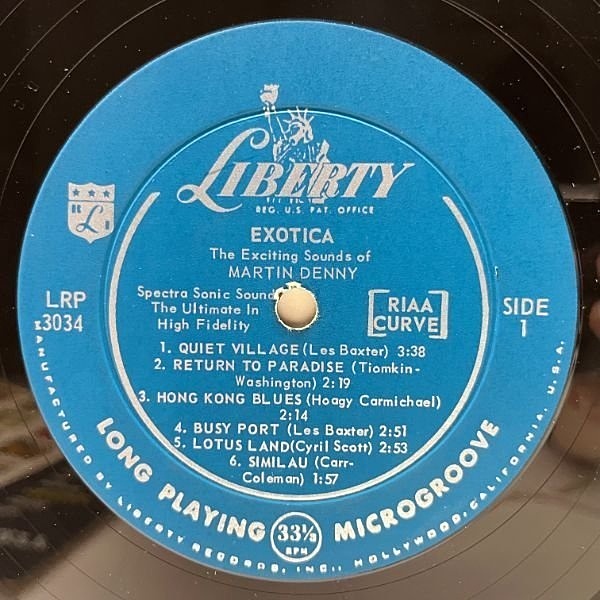 LIBERTY
REG. U.S. PAT. OFFICE
L
EXOTICA
The Exciting Sounds of
MARTIN DENNY
LRP
3034
Spectra Sonic Sound
The Ultimate In
High Fidelity
RIAA
CURVE
SIDE
1
1. QUIET VILLAGE (Les Baxter) 3:38
2. RETURN TO PARADISE (Tiomkin-
Washington) 2:19
3. HONG KONG BLUES (Hoagy Carmichael)
2:14
4. BUSY PORT (Les Baxter) 2:51
5. LOTUS LAND(Cyril Scott) 2:53
6. SIMILAU (Carr-
Coleman) 1:57
LONG PLAYING 33⅓ RPM MICROGROOVE
MANUFACTURED BY LIBERTY RECORDS, INC., HOLLYWOOD, CALIFORNIA, U.S.A.